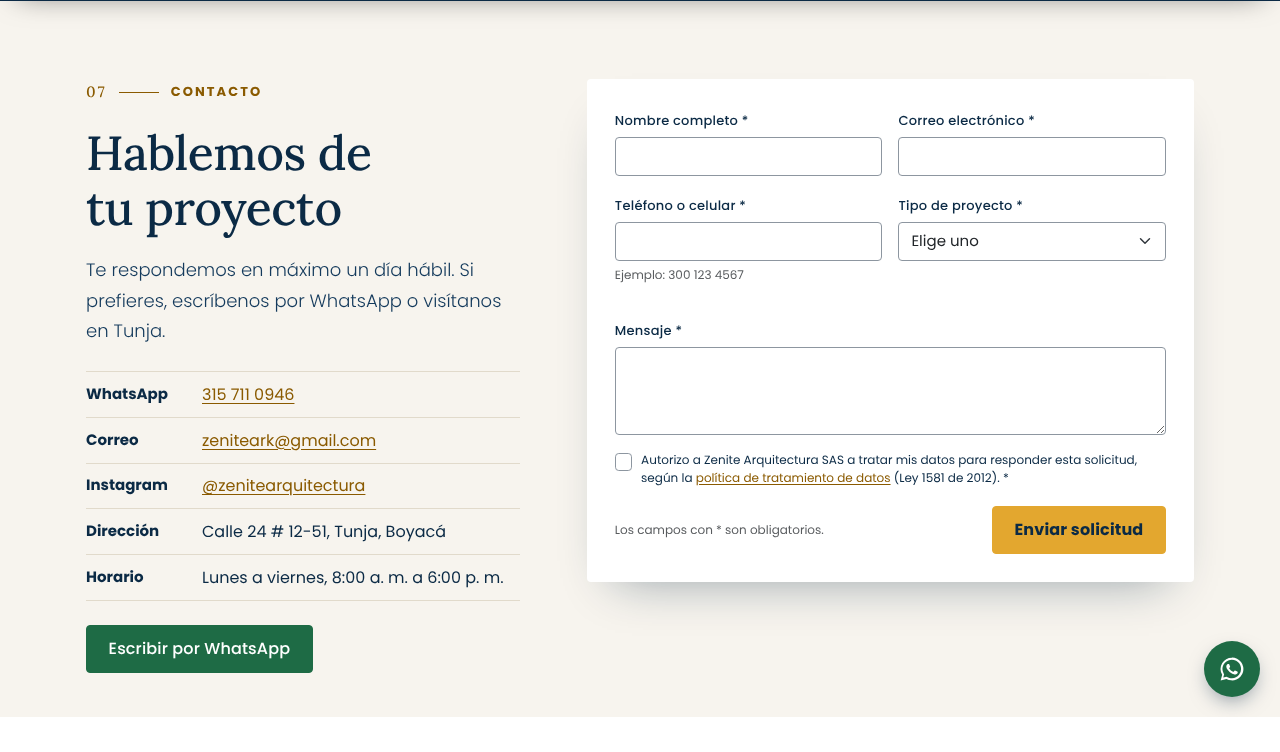 07 CONTACTO
Hablemos de
tu proyecto
Te respondemos en máximo un día hábil. Si
prefieres, escríbenos por WhatsApp o visítanos
en Tunja.
WhatsApp 315 711 0946
Correo zeniteark@gmail.com
Instagram @zenitearquitectura
Dirección Calle 24 # 12-51, Tunja, Boyacá
Horario Lunes a viernes, 8:00 a. m. a 6:00 p. m.
Escribir por WhatsApp
Nombre completo *
Correo electrónico *
Teléfono o celular *
Tipo de proyecto *
Elige uno
Ejemplo: 300 123 4567
Mensaje *
Autorizo a Zenite Arquitectura SAS a tratar mis datos para responder esta solicitud,
según la política de tratamiento de datos (Ley 1581 de 2012). *
Los campos con * son obligatorios.
Enviar solicitud